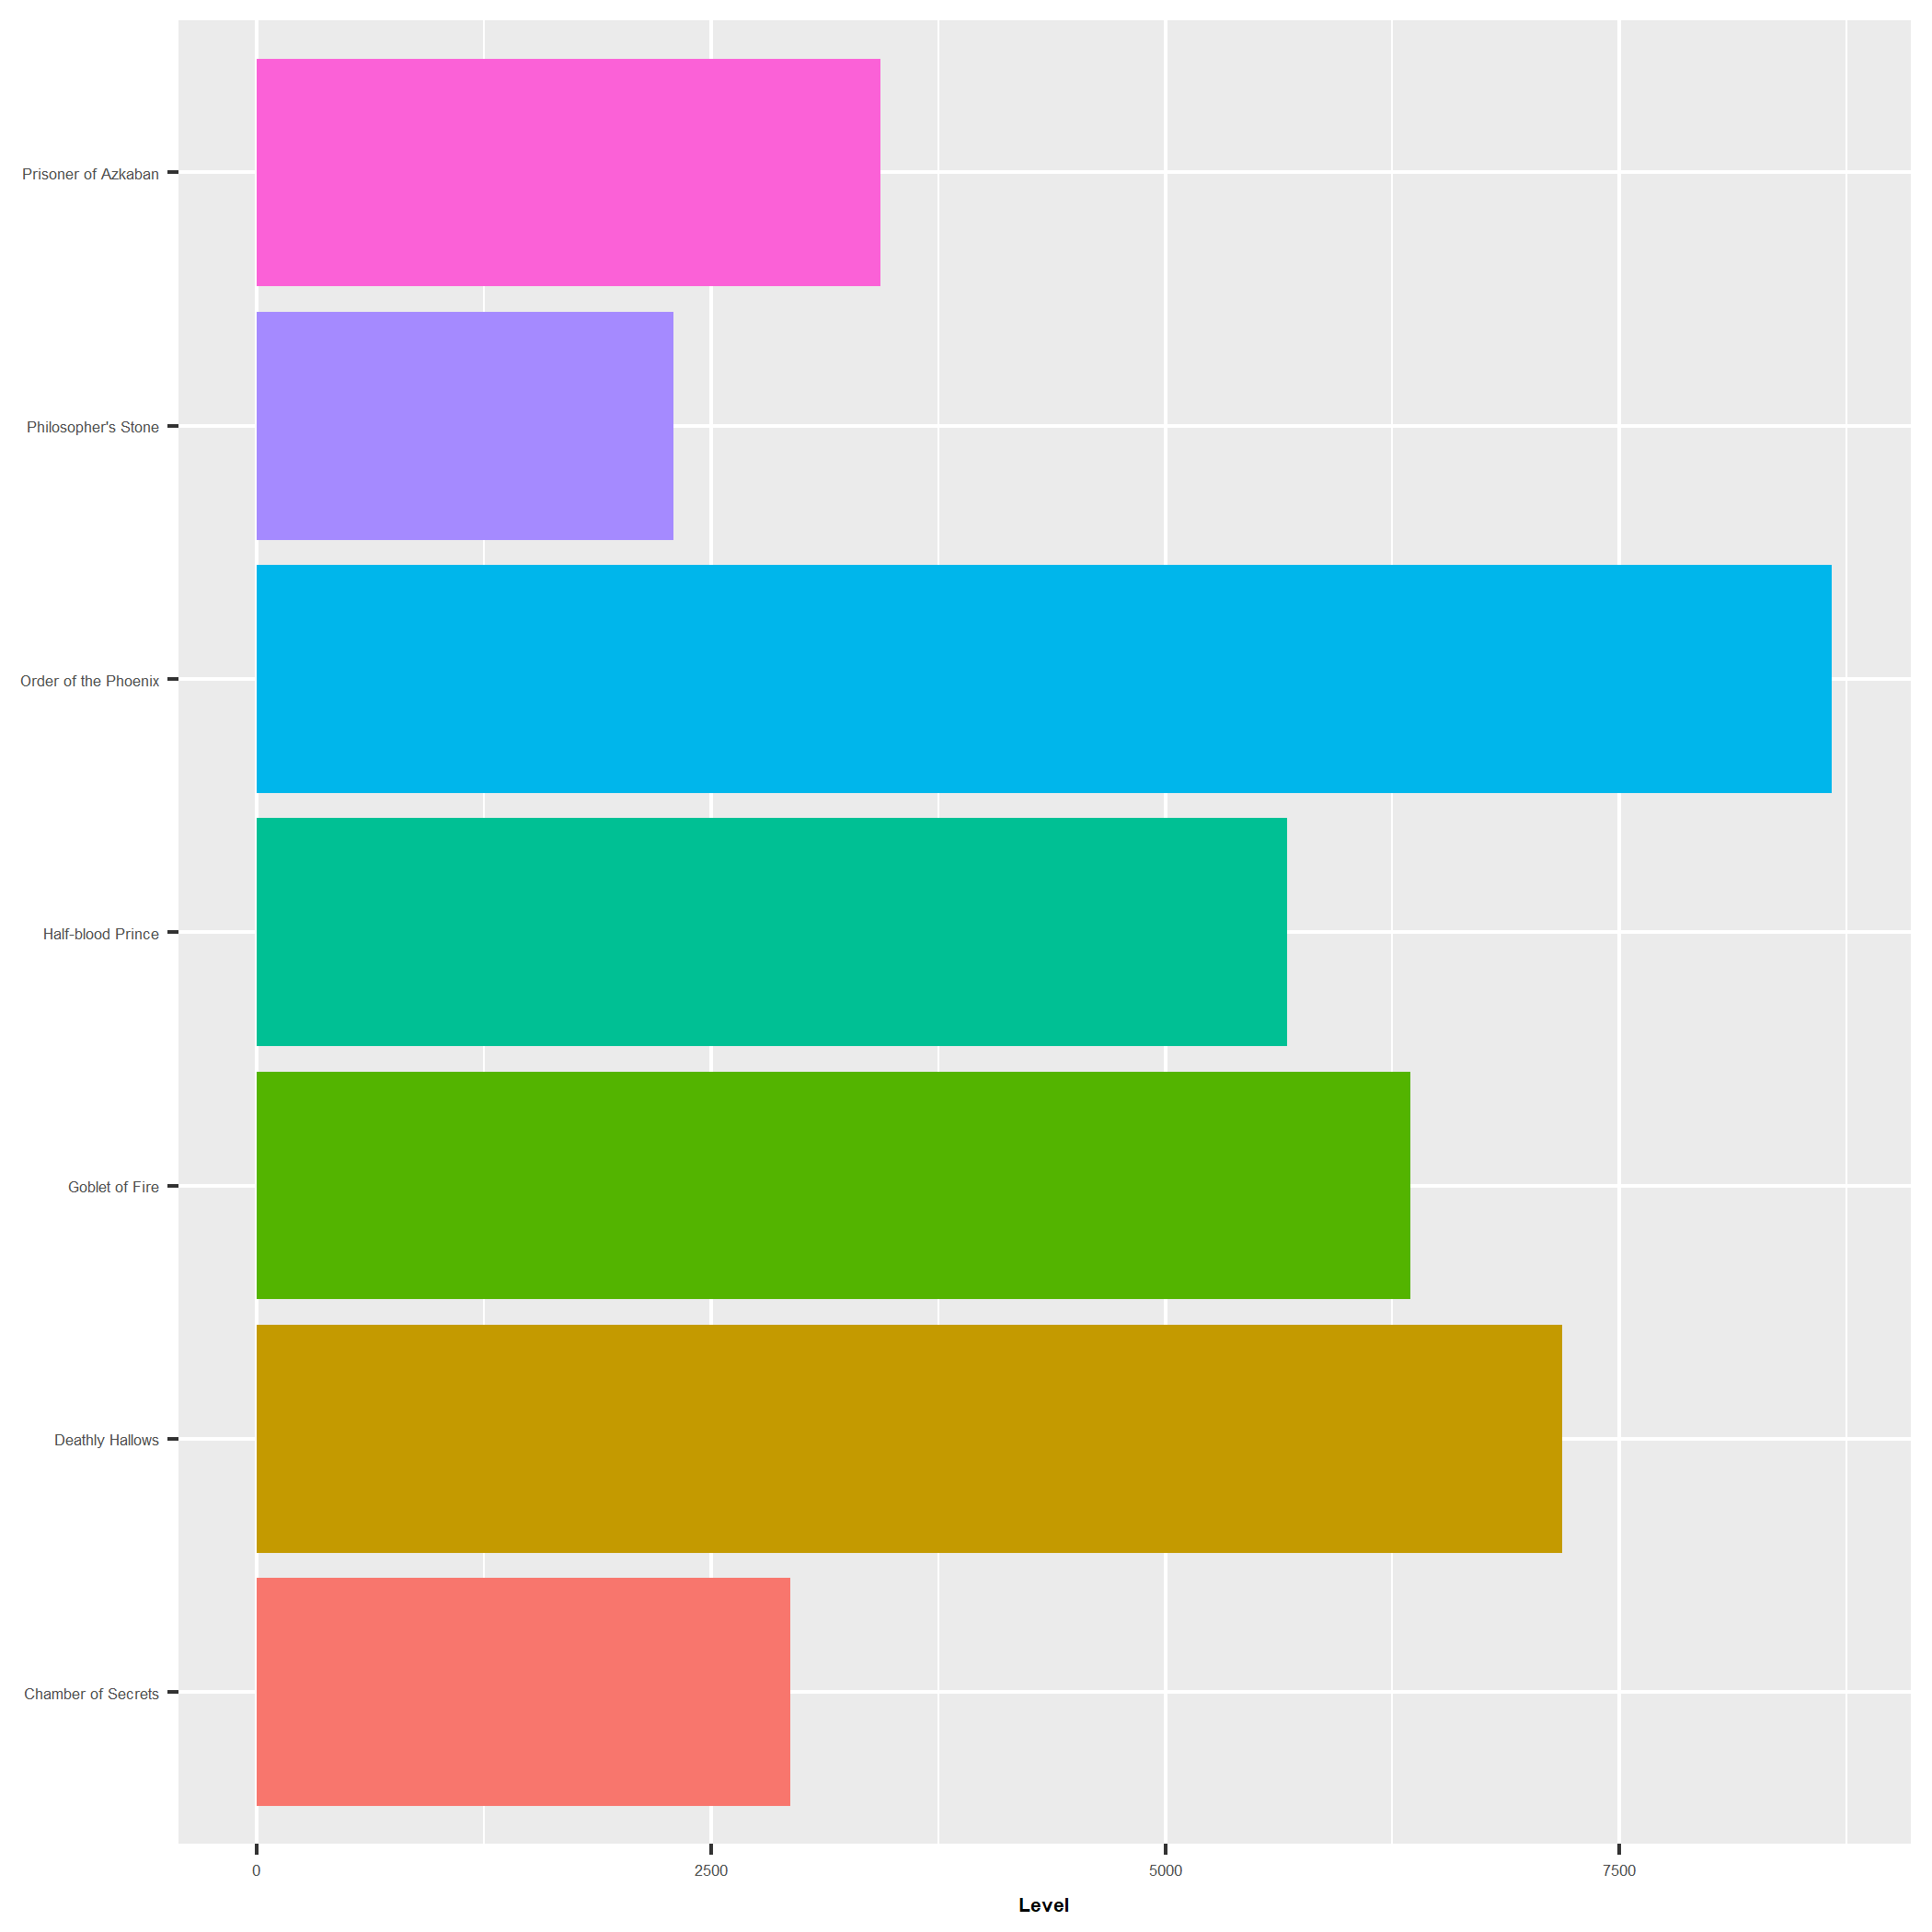 Prisoner of Azkaban
Philosopher's Stone
Order of the Phoenix
Half-blood Prince
Goblet of Fire
Deathly Hallows
Chamber of Secrets
0 2500 5000 7500
Level